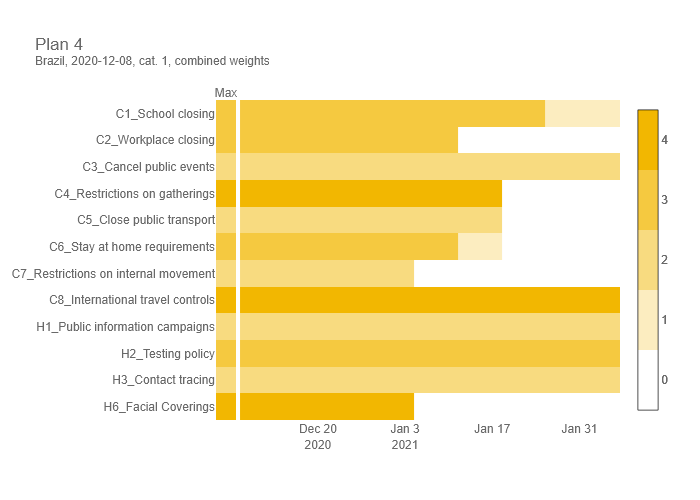 Plan 4
Brazil, 2020-12-08, cat. 1, combined weights
Max
C1_School closing
C2_Workplace closing
C3_Cancel public events
C4_Restrictions on gatherings
C5_Close public transport
C6_Stay at home requirements
C7_Restrictions on internal movement
C8_International travel controls
H1_Public information campaigns
H2_Testing policy
H3_Contact tracing
H6_Facial Coverings
Dec 20 Jan 3 Jan 17 Jan 31
2020 2021
4
3
2
1
0